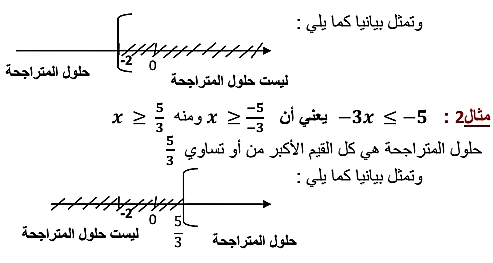 وتمثل بيانيا كما يلي :
-2 0
حلول المتراجحة
ليست حلول المتراجحة
مثال2 : −3x ≤ −5 يعني أن x ≥ −5/−3 ومنه x ≥ 5/3
حلول المتراجحة هي كل القيم الأكبر من أو تساوي 5/3
وتمثل بيانيا كما يلي :
-2 0 5/3
ليست حلول المتراجحة
حلول المتراجحة